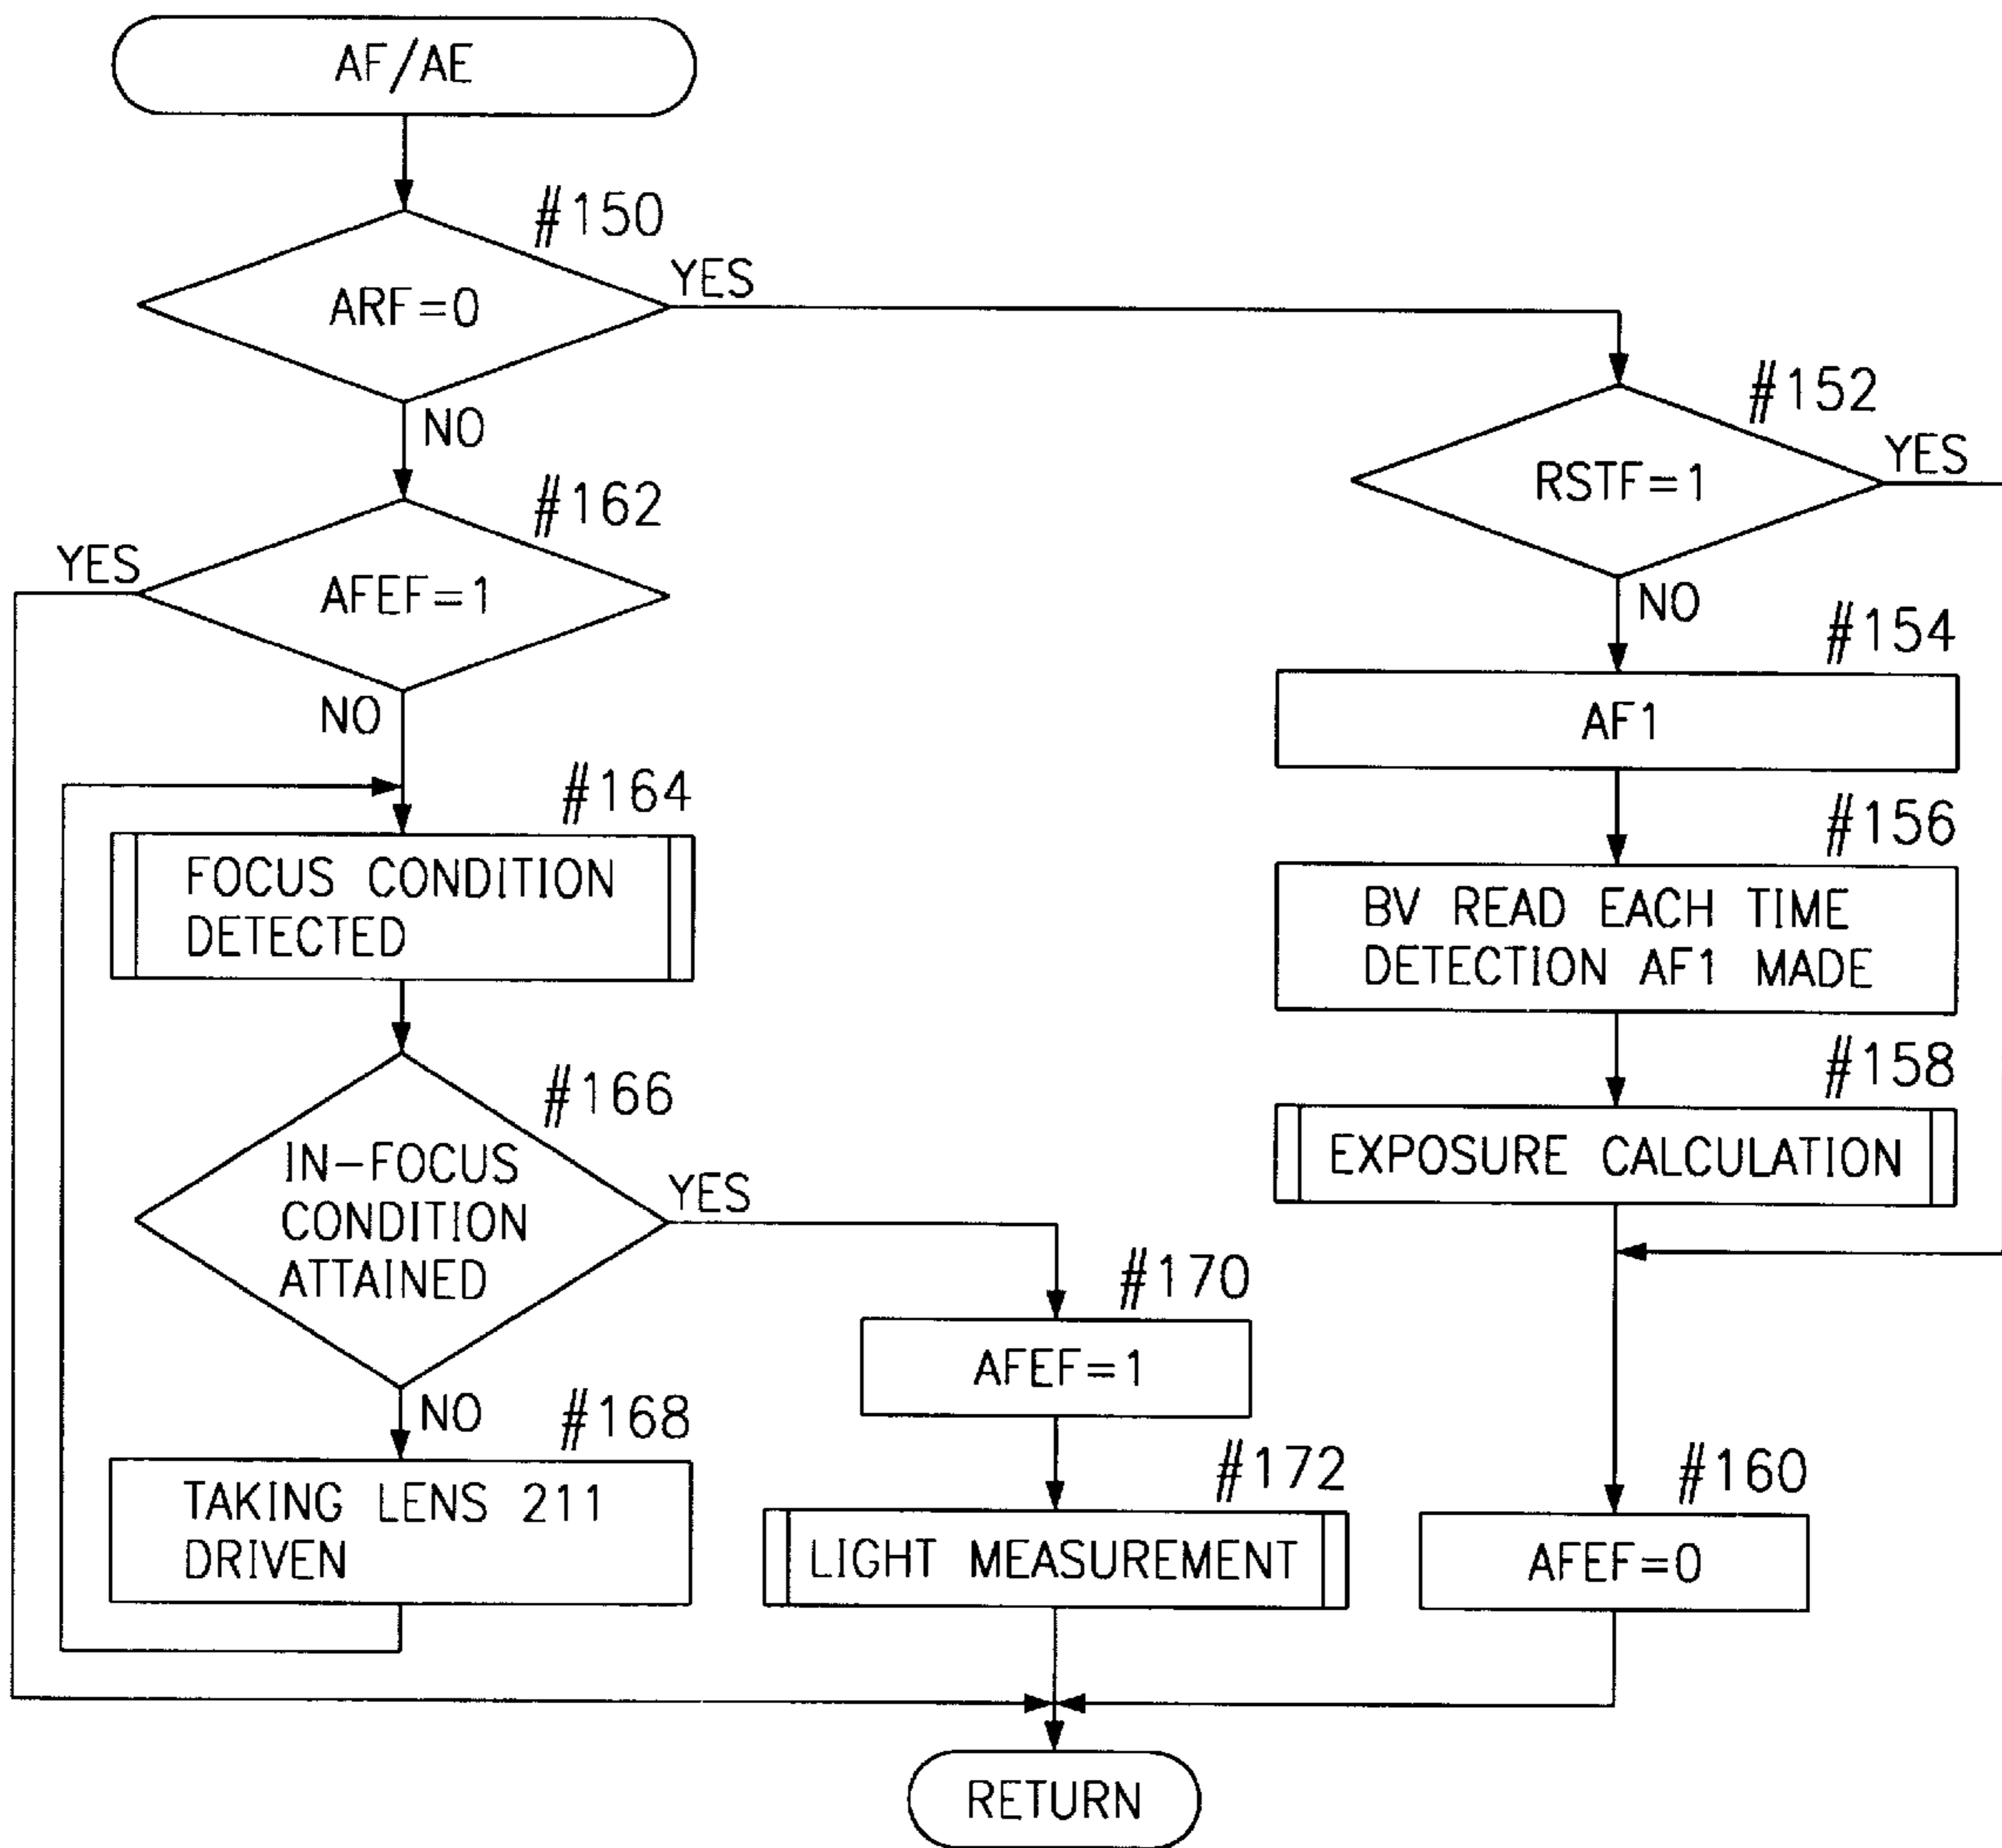 AF/AE
#150
ARF=0
YES
NO
#152
RSTF=1
YES
NO
#162
AFEF=1
YES
NO
#154
AF1
#164
FOCUS CONDITION
DETECTED
#156
BV READ EACH TIME
DETECTION AF1 MADE
#158
EXPOSURE CALCULATION
#166
IN-FOCUS
CONDITION
ATTAINED
YES
NO
#170
AFEF=1
#168
TAKING LENS 211
DRIVEN
#172
LIGHT MEASUREMENT
#160
AFEF=0
RETURN